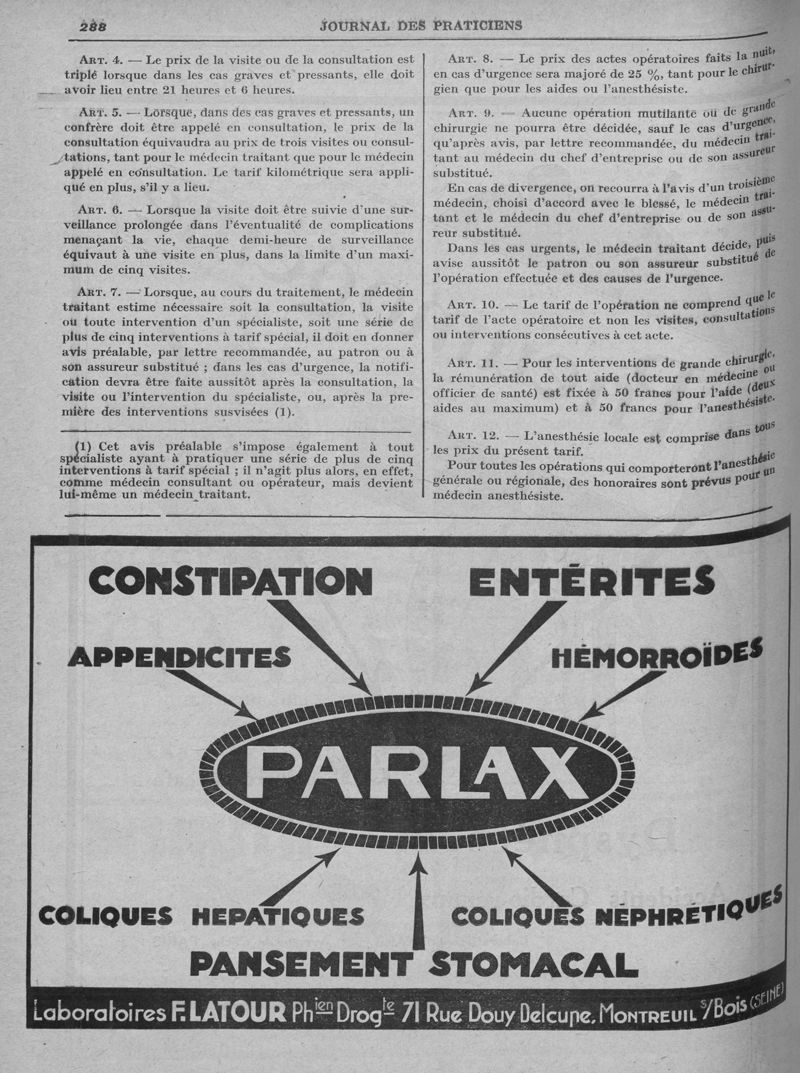 288
JOURNAL DES PRATICIENS
ART. 4. — Le prix de la visite ou de la consultation est
triplé lorsque dans les cas graves et pressants, elle doit
avoir lieu entre 21 heures et 6 heures.
ART. 5. — Lorsque, dans des cas graves et pressants, un
confrère doit être appelé en consultation, le prix de la
consultation équivaudra au prix de trois visites ou consul-
tations, tant pour le médecin traitant que pour le médecin
appelé en consultation. Le tarif kilométrique sera appli-
qué en plus, s'il y a lieu.
ART. 6. — Lorsque la visite doit être suivie d'une sur-
veillance prolongée dans l'éventualité de complications
menaçant la vie, chaque demi-heure de surveillance
équivaut à une visite en plus, dans la limite d'un maxi-
mum de cinq visites.
ART. 7. — Lorsque, au cours du traitement, le médecin
traitant estime nécessaire soit la consultation, la visite
ou toute intervention d'un spécialiste, soit une série de
plus de cinq interventions à tarif spécial, il doit en donner
avis préalable, par lettre recommandée, au patron ou à
son assureur substitué ; dans les cas d'urgence, la notifi-
cation devra être faite aussitôt après la consultation, la
visite ou l'intervention du spécialiste, ou, après la pre-
mière des interventions susvisées (1).
(1) Cet avis préalable s'impose également à tout
spécialiste ayant à pratiquer une série de plus de cinq
interventions à tarif spécial ; il n'agit plus alors, en effet,
comme médecin consultant ou opérateur, mais devient
lui-même un médecin traitant.
ART. 8. — Le prix des actes opératoires faits la nuit,
en cas d'urgence sera majoré de 25 %, tant pour le chirur-
gien que pour les aides ou l'anesthésiste.
ART. 9. — Aucune opération mutilante ou de grande
chirurgie ne pourra être décidée, sauf le cas d'urgence,
qu'après avis, par lettre recommandée, du médecin trai-
tant au médecin du chef d'entreprise ou de son assureur
substitué.
En cas de divergence, on recourra à l'avis d'un troisième
médecin, choisi d'accord avec le blessé, le médecin trai-
tant et le médecin du chef d'entreprise ou de son assu-
reur substitué.
Dans les cas urgents, le médecin traitant décide, puis
avise aussitôt le patron ou son assureur substitué de
l'opération effectuée et des causes de l'urgence.
ART. 10. — Le tarif de l'opération ne comprend que le
tarif de l'acte opératoire et non les visites, consultations
ou interventions consécutives à cet acte.
ART. 11. — Pour les interventions de grande chirurgie,
la rémunération de tout aide (docteur en médecine ou
officier de santé) est fixée à 50 francs pour l'aide (deux
aides au maximum) et à 50 francs pour l'anesthésiste.
ART. 12. — L'anesthésie locale est comprise dans tous
les prix du présent tarif.
Pour toutes les opérations qui comporteront l'anesthésie
générale ou régionale, des honoraires sont prévus pour un
médecin anesthésiste.
CONSTIPATION
ENTÉRITES
APPENDICITES
HÉMORROÏDES
PARLAX
COLIQUES HEPATIQUES
COLIQUES NÉPHRÉTIQUES
PANSEMENT STOMACAL
Laboratoires F. LATOUR Phien Drogte 71 Rue Douy Delcupe, MONTREUIL s/Bois (SEINE)